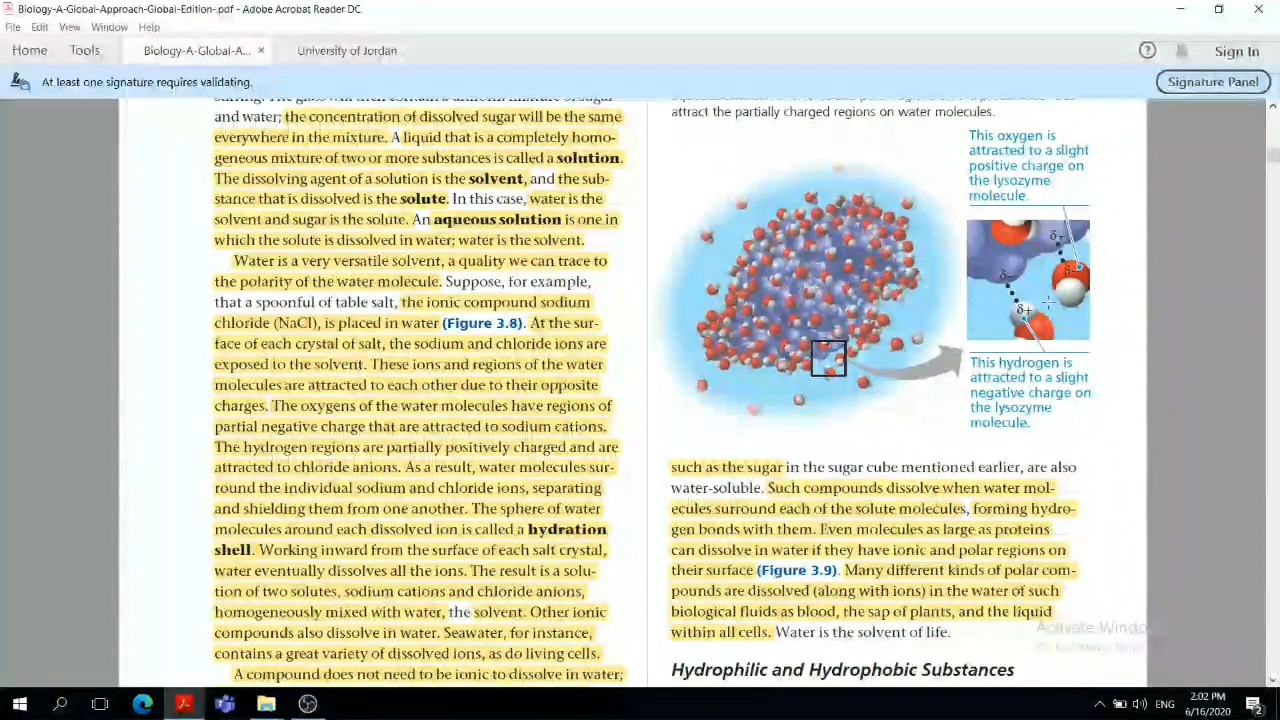 Biology-A-Global-Approach-Global-Edition-.pdf - Adobe Acrobat Reader DC
File Edit View Window Help
Home Tools Biology-A-Global-A... × University of Jordan Sign In
At least one signature requires validating. Signature Panel
and water; the concentration of dissolved sugar will be the same
everywhere in the mixture. A liquid that is a completely homo-
geneous mixture of two or more substances is called a solution.
The dissolving agent of a solution is the solvent, and the sub-
stance that is dissolved is the solute. In this case, water is the
solvent and sugar is the solute. An aqueous solution is one in
which the solute is dissolved in water; water is the solvent.
Water is a very versatile solvent, a quality we can trace to
the polarity of the water molecule. Suppose, for example,
that a spoonful of table salt, the ionic compound sodium
chloride (NaCl), is placed in water (Figure 3.8). At the sur-
face of each crystal of salt, the sodium and chloride ions are
exposed to the solvent. These ions and regions of the water
molecules are attracted to each other due to their opposite
charges. The oxygens of the water molecules have regions of
partial negative charge that are attracted to sodium cations.
The hydrogen regions are partially positively charged and are
attracted to chloride anions. As a result, water molecules sur-
round the individual sodium and chloride ions, separating
and shielding them from one another. The sphere of water
molecules around each dissolved ion is called a hydration
shell. Working inward from the surface of each salt crystal,
water eventually dissolves all the ions. The result is a solu-
tion of two solutes, sodium cations and chloride anions,
homogeneously mixed with water, the solvent. Other ionic
compounds also dissolve in water. Seawater, for instance,
contains a great variety of dissolved ions, as do living cells.
A compound does not need to be ionic to dissolve in water;
attract the partially charged regions on water molecules.
This oxygen is
attracted to a slight
positive charge on
the lysozyme
molecule.
δ+
δ–
δ–
δ+
This hydrogen is
attracted to a slight
negative charge on
the lysozyme
molecule.
such as the sugar in the sugar cube mentioned earlier, are also
water-soluble. Such compounds dissolve when water mol-
ecules surround each of the solute molecules, forming hydro-
gen bonds with them. Even molecules as large as proteins
can dissolve in water if they have ionic and polar regions on
their surface (Figure 3.9). Many different kinds of polar com-
pounds are dissolved (along with ions) in the water of such
biological fluids as blood, the sap of plants, and the liquid
within all cells. Water is the solvent of life.
Activate Windo
Hydrophilic and Hydrophobic Substances
ENG
2:02 PM
6/16/2020
2